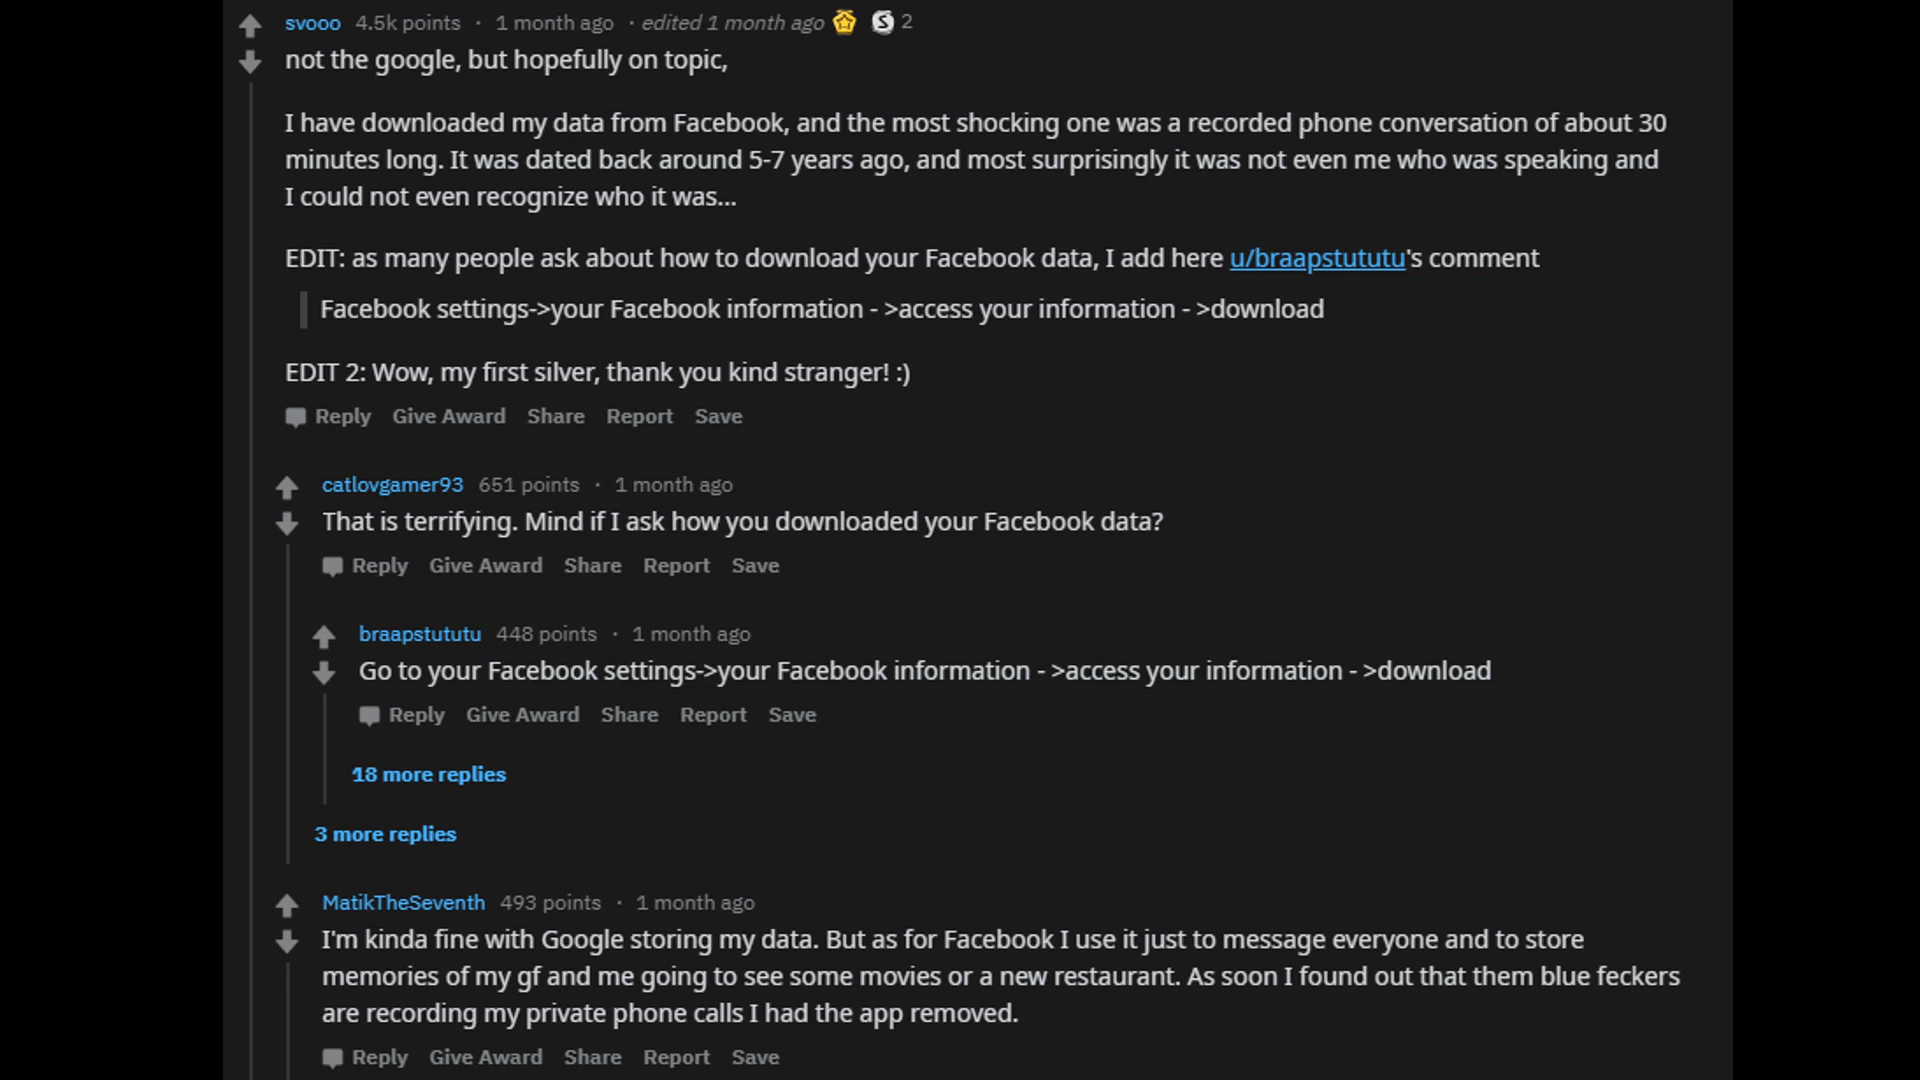 svooo 4.5k points · 1 month ago · edited 1 month ago S 2
not the google, but hopefully on topic,
I have downloaded my data from Facebook, and the most shocking one was a recorded phone conversation of about 30
minutes long. It was dated back around 5-7 years ago, and most surprisingly it was not even me who was speaking and
I could not even recognize who it was...
EDIT: as many people ask about how to download your Facebook data, I add here u/braapstututu's comment
Facebook settings->your Facebook information - >access your information - >download
EDIT 2: Wow, my first silver, thank you kind stranger! :)
Reply Give Award Share Report Save
catlovgamer93 651 points · 1 month ago
That is terrifying. Mind if I ask how you downloaded your Facebook data?
Reply Give Award Share Report Save
braapstututu 448 points · 1 month ago
Go to your Facebook settings->your Facebook information - >access your information - >download
Reply Give Award Share Report Save
18 more replies
3 more replies
MatikTheSeventh 493 points · 1 month ago
I'm kinda fine with Google storing my data. But as for Facebook I use it just to message everyone and to store
memories of my gf and me going to see some movies or a new restaurant. As soon I found out that them blue feckers
are recording my private phone calls I had the app removed.
Reply Give Award Share Report Save